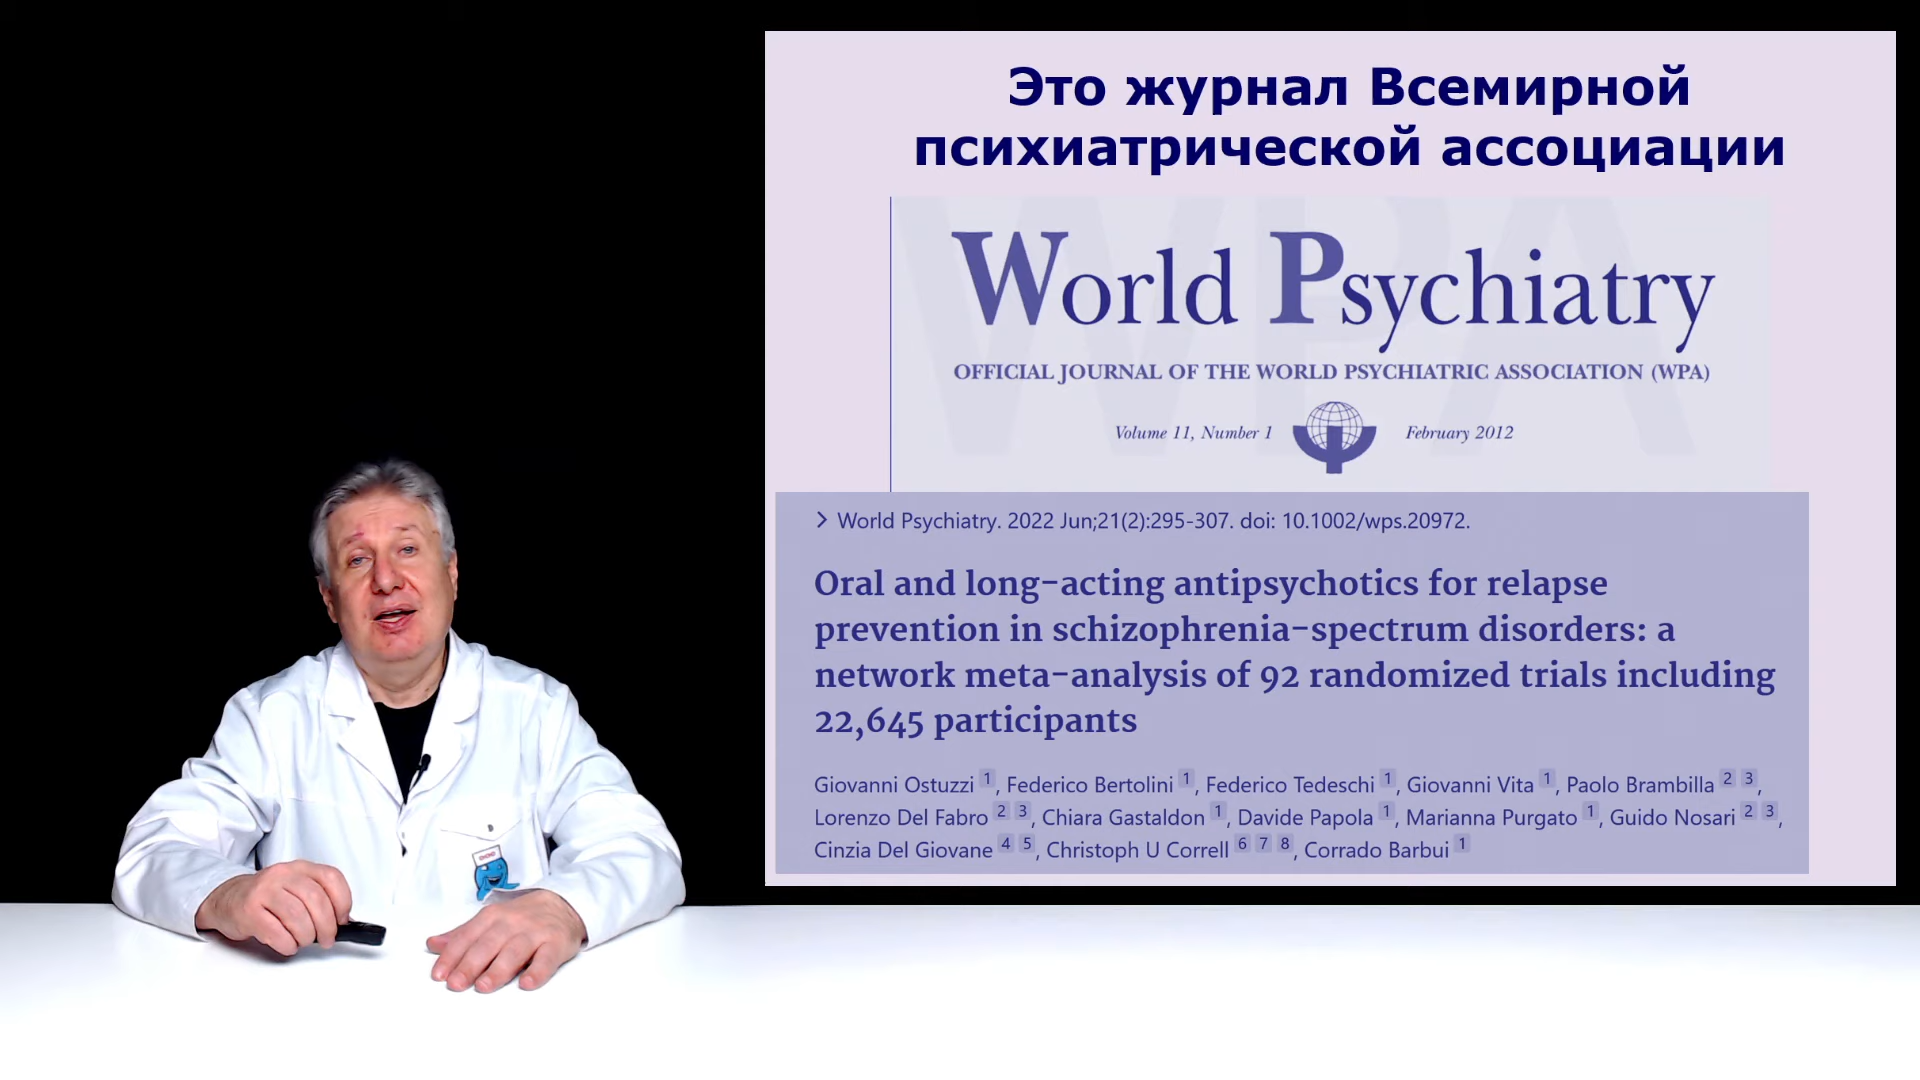 Это журнал Всемирной
психиатрической ассоциации
World Psychiatry
OFFICIAL JOURNAL OF THE WORLD PSYCHIATRIC ASSOCIATION (WPA)
Volume 11, Number 1 February 2012
> World Psychiatry. 2022 Jun;21(2):295-307. doi: 10.1002/wps.20972.
Oral and long-acting antipsychotics for relapse
prevention in schizophrenia-spectrum disorders: a
network meta-analysis of 92 randomized trials including
22,645 participants
Giovanni Ostuzzi 1, Federico Bertolini 1, Federico Tedeschi 1, Giovanni Vita 1, Paolo Brambilla 2 3,
Lorenzo Del Fabro 2 3, Chiara Gastaldon 1, Davide Papola 1, Marianna Purgato 1, Guido Nosari 2 3,
Cinzia Del Giovane 4 5, Christoph U Correll 6 7 8, Corrado Barbui 1